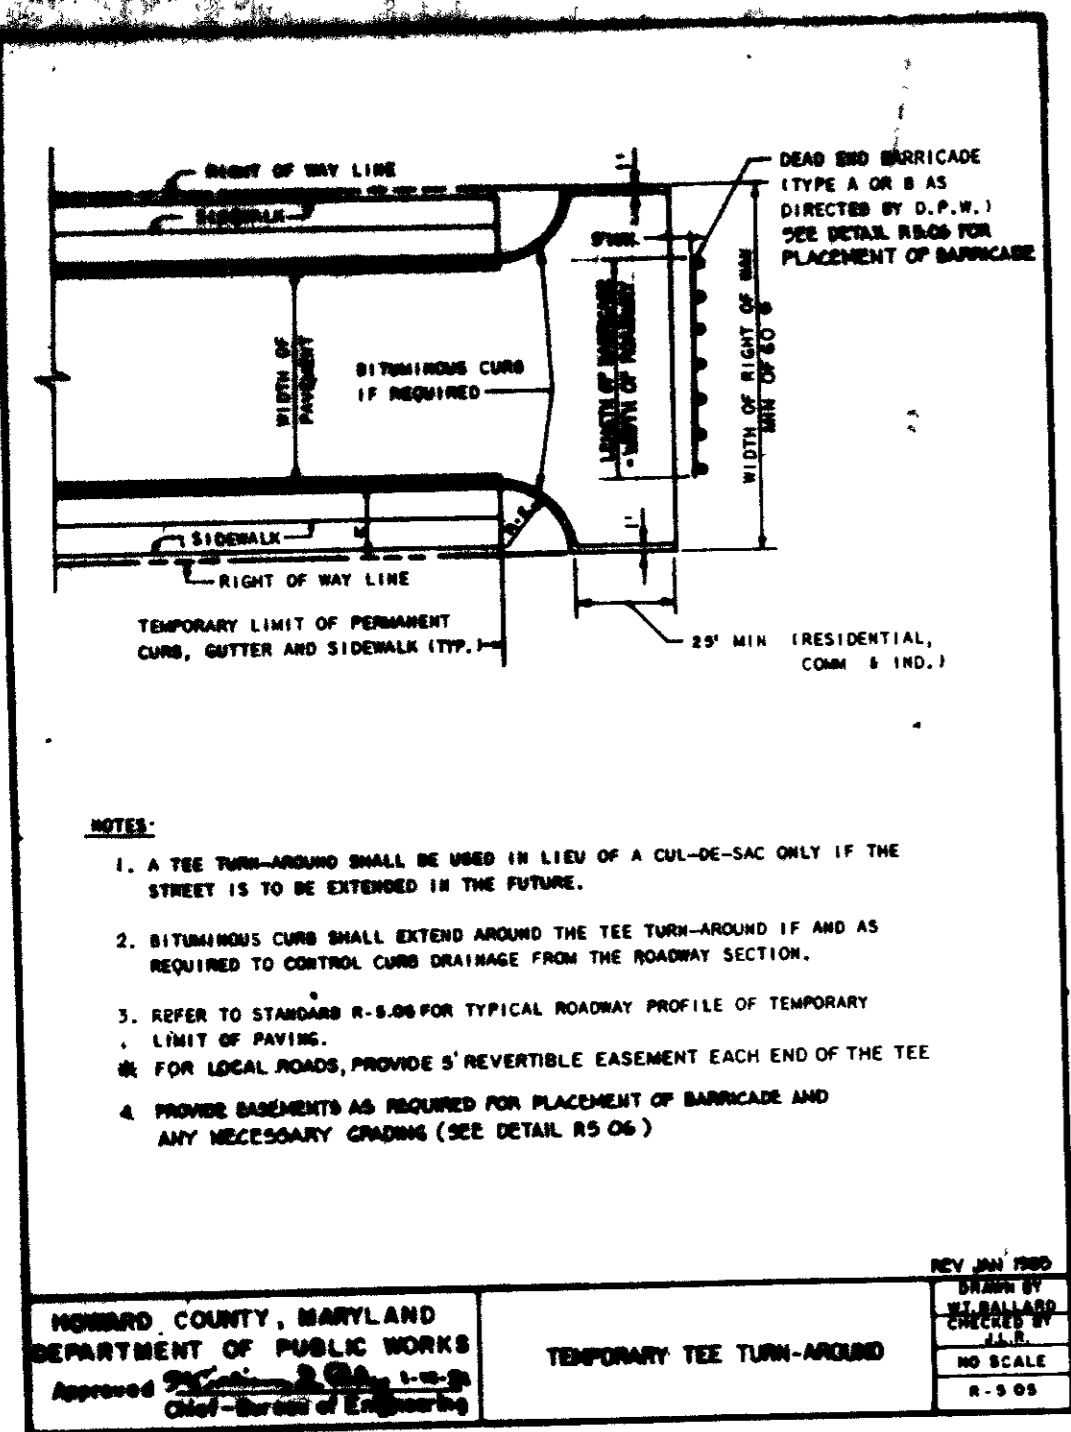 RIGHT OF WAY LINE
SIDEWALK
DEAD END BARRICADE
(TYPE A OR B AS
DIRECTED BY D.P.W.)
SEE DETAIL R5.06 FOR
PLACEMENT OF BARRICADE
1'
MIN.
WIDTH OF
PAVEMENT
BITUMINOUS CURB
IF REQUIRED
LENGTH OF BARRICADE
= WIDTH OF ROADWAY
WIDTH OF RIGHT OF WAY
MIN OF 60'
SIDEWALK
RIGHT OF WAY LINE
1'
TEMPORARY LIMIT OF PERMANENT
CURB, GUTTER AND SIDEWALK (TYP.)
25' MIN (RESIDENTIAL,
COMM & IND.)
NOTES:
1. A TEE TURN-AROUND SHALL BE USED IN LIEU OF A CUL-DE-SAC ONLY IF THE
STREET IS TO BE EXTENDED IN THE FUTURE.
2. BITUMINOUS CURB SHALL EXTEND AROUND THE TEE TURN-AROUND IF AND AS
REQUIRED TO CONTROL CURB DRAINAGE FROM THE ROADWAY SECTION.
3. REFER TO STANDARD R-5.06 FOR TYPICAL ROADWAY PROFILE OF TEMPORARY
LIMIT OF PAVING.
* FOR LOCAL ROADS, PROVIDE 5' REVERTIBLE EASEMENT EACH END OF THE TEE
4. PROVIDE EASEMENTS AS REQUIRED FOR PLACEMENT OF BARRICADE AND
ANY NECESSARY GRADING (SEE DETAIL R5 06)
REV JAN
HOWARD COUNTY, MARYLAND
DEPARTMENT OF PUBLIC WORKS
Approved
Chief-Bureau of Engineering
TEMPORARY TEE TURN-AROUND
DRAWN BY
W.T. BALLARD
CHECKED BY
J.L.R.
NO SCALE
R-5 05